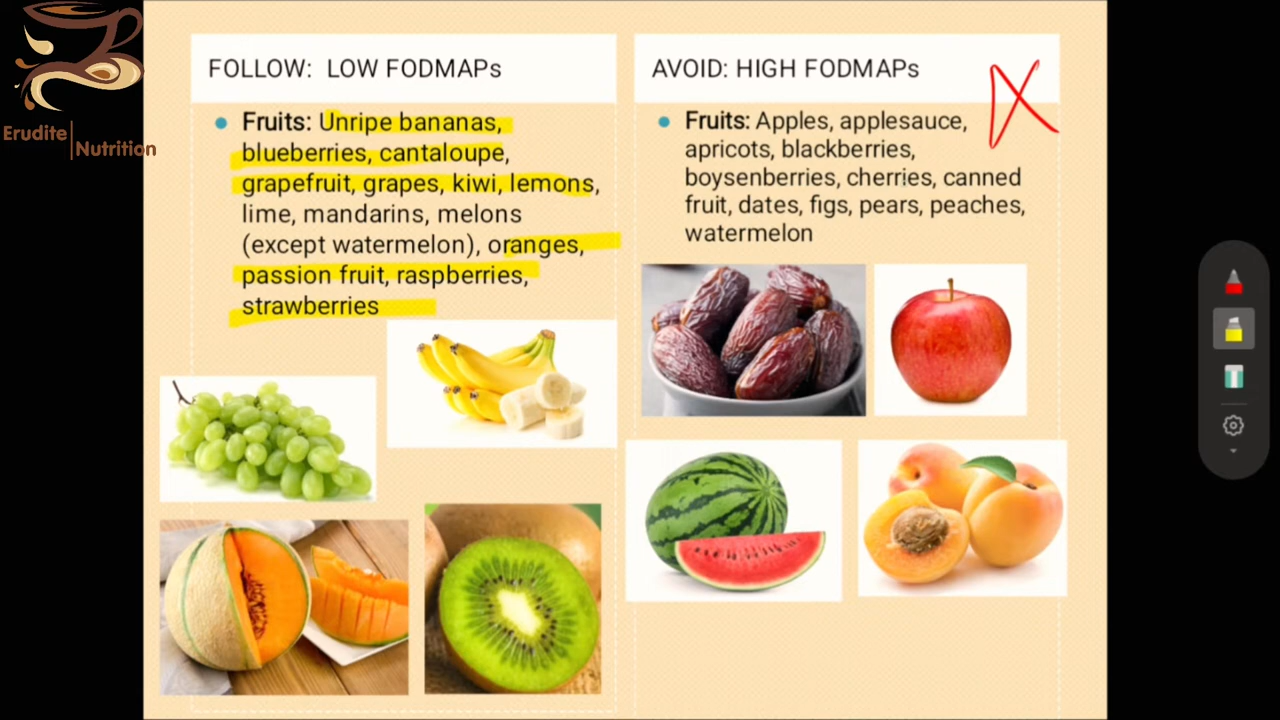 Erudite
Nutrition
FOLLOW: LOW FODMAPs
Fruits: Unripe bananas,
blueberries, cantaloupe,
grapefruit, grapes, kiwi, lemons,
lime, mandarins, melons
(except watermelon), oranges,
passion fruit, raspberries,
strawberries
AVOID: HIGH FODMAPs
Fruits: Apples, applesauce,
apricots, blackberries,
boysenberries, cherries, canned
fruit, dates, figs, pears, peaches,
watermelon